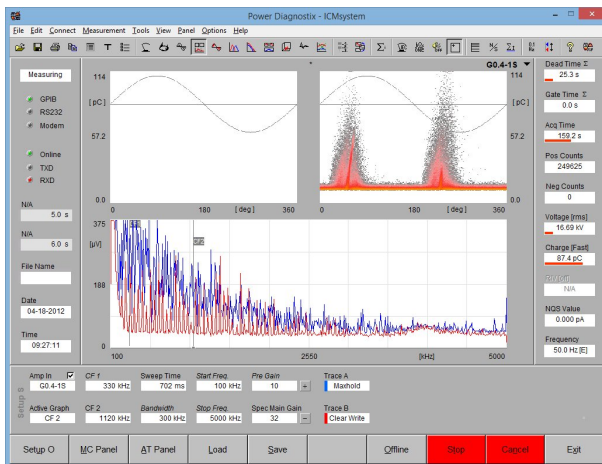 Power Diagnostix - ICMsystem
File Edit Connect Measurement Tools View Panel Options Help
Measuring
GPIB
RS232
Modem
Online
TXD
RXD
N/A
5.0 s
N/A
6.0 s
File Name
Date
04-18-2012
Time
09:27:11
114
[pC]
57.2
0.0
0 180 [deg] 360
* G0.4-1S
114
[pC]
57.2
0.0
0 180 [deg] 360
375
[µV]
188
0
CF2
100 2550 [kHz] 5000
Dead Time Σ
25.3 s
Gate Time Σ
0.0 s
Acq Time
159.2 s
Pos Counts
249625
Neg Counts
0
Voltage [rms]
16.69 kV
Charge [Fast]
87.4 pC
N/A
NQS Value
0.000 pA
Frequency
50.0 Hz [E]
Setup S
Amp In CF 1 Sweep Time Start Freq. Pre Gain Trace A
G0.4-1S 330 kHz 702 ms 100 kHz 10 + Maxhold
Active Graph CF 2 Bandwidth Stop Freq. Spec Main Gain Trace B
CF 2 1120 kHz 300 kHz 5000 kHz 32 – Clear Write
Setup O MC Panel AT Panel Load Save Offline Stop Cancel Exit